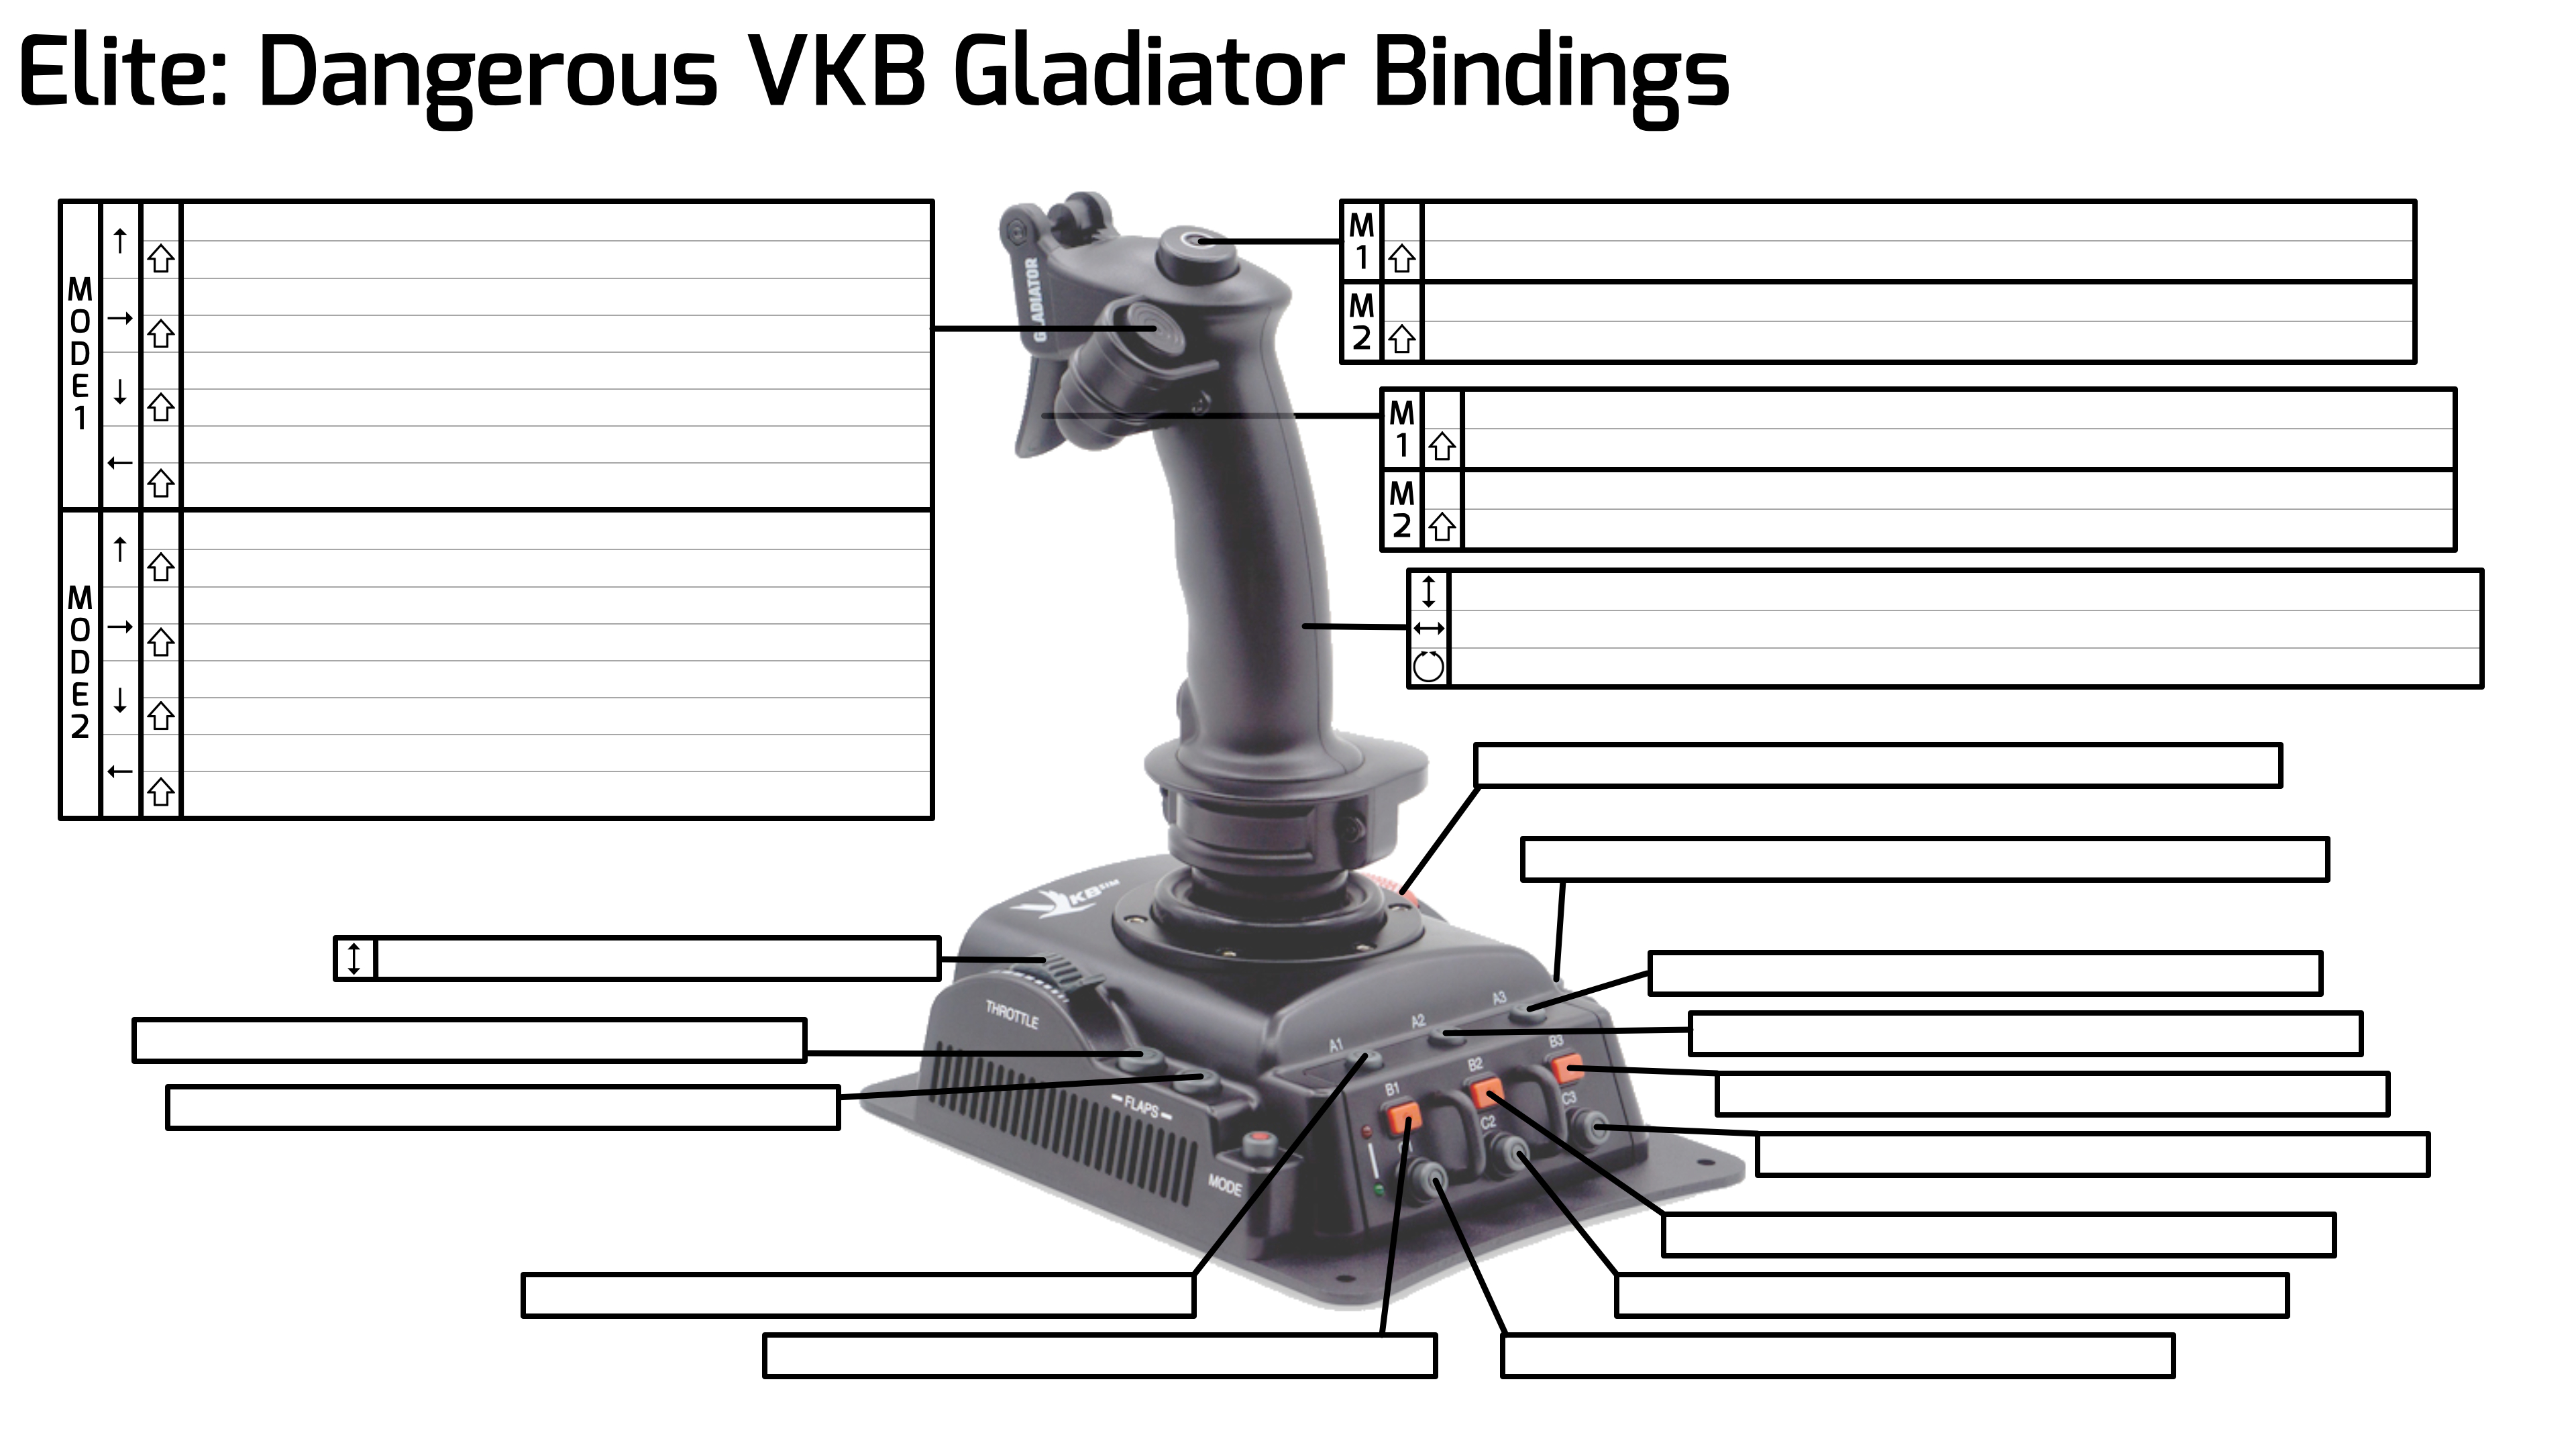 Elite: Dangerous VKB Gladiator Bindings
MODE1
↑
→
↓
←
MODE2
↑
→
↓
←
M1
M2
M1
M2
GLADIATOR
VKBSIM
THROTTLE
FLAPS
MODE
A1
A2
A3
B1
B2
B3
C2
C3